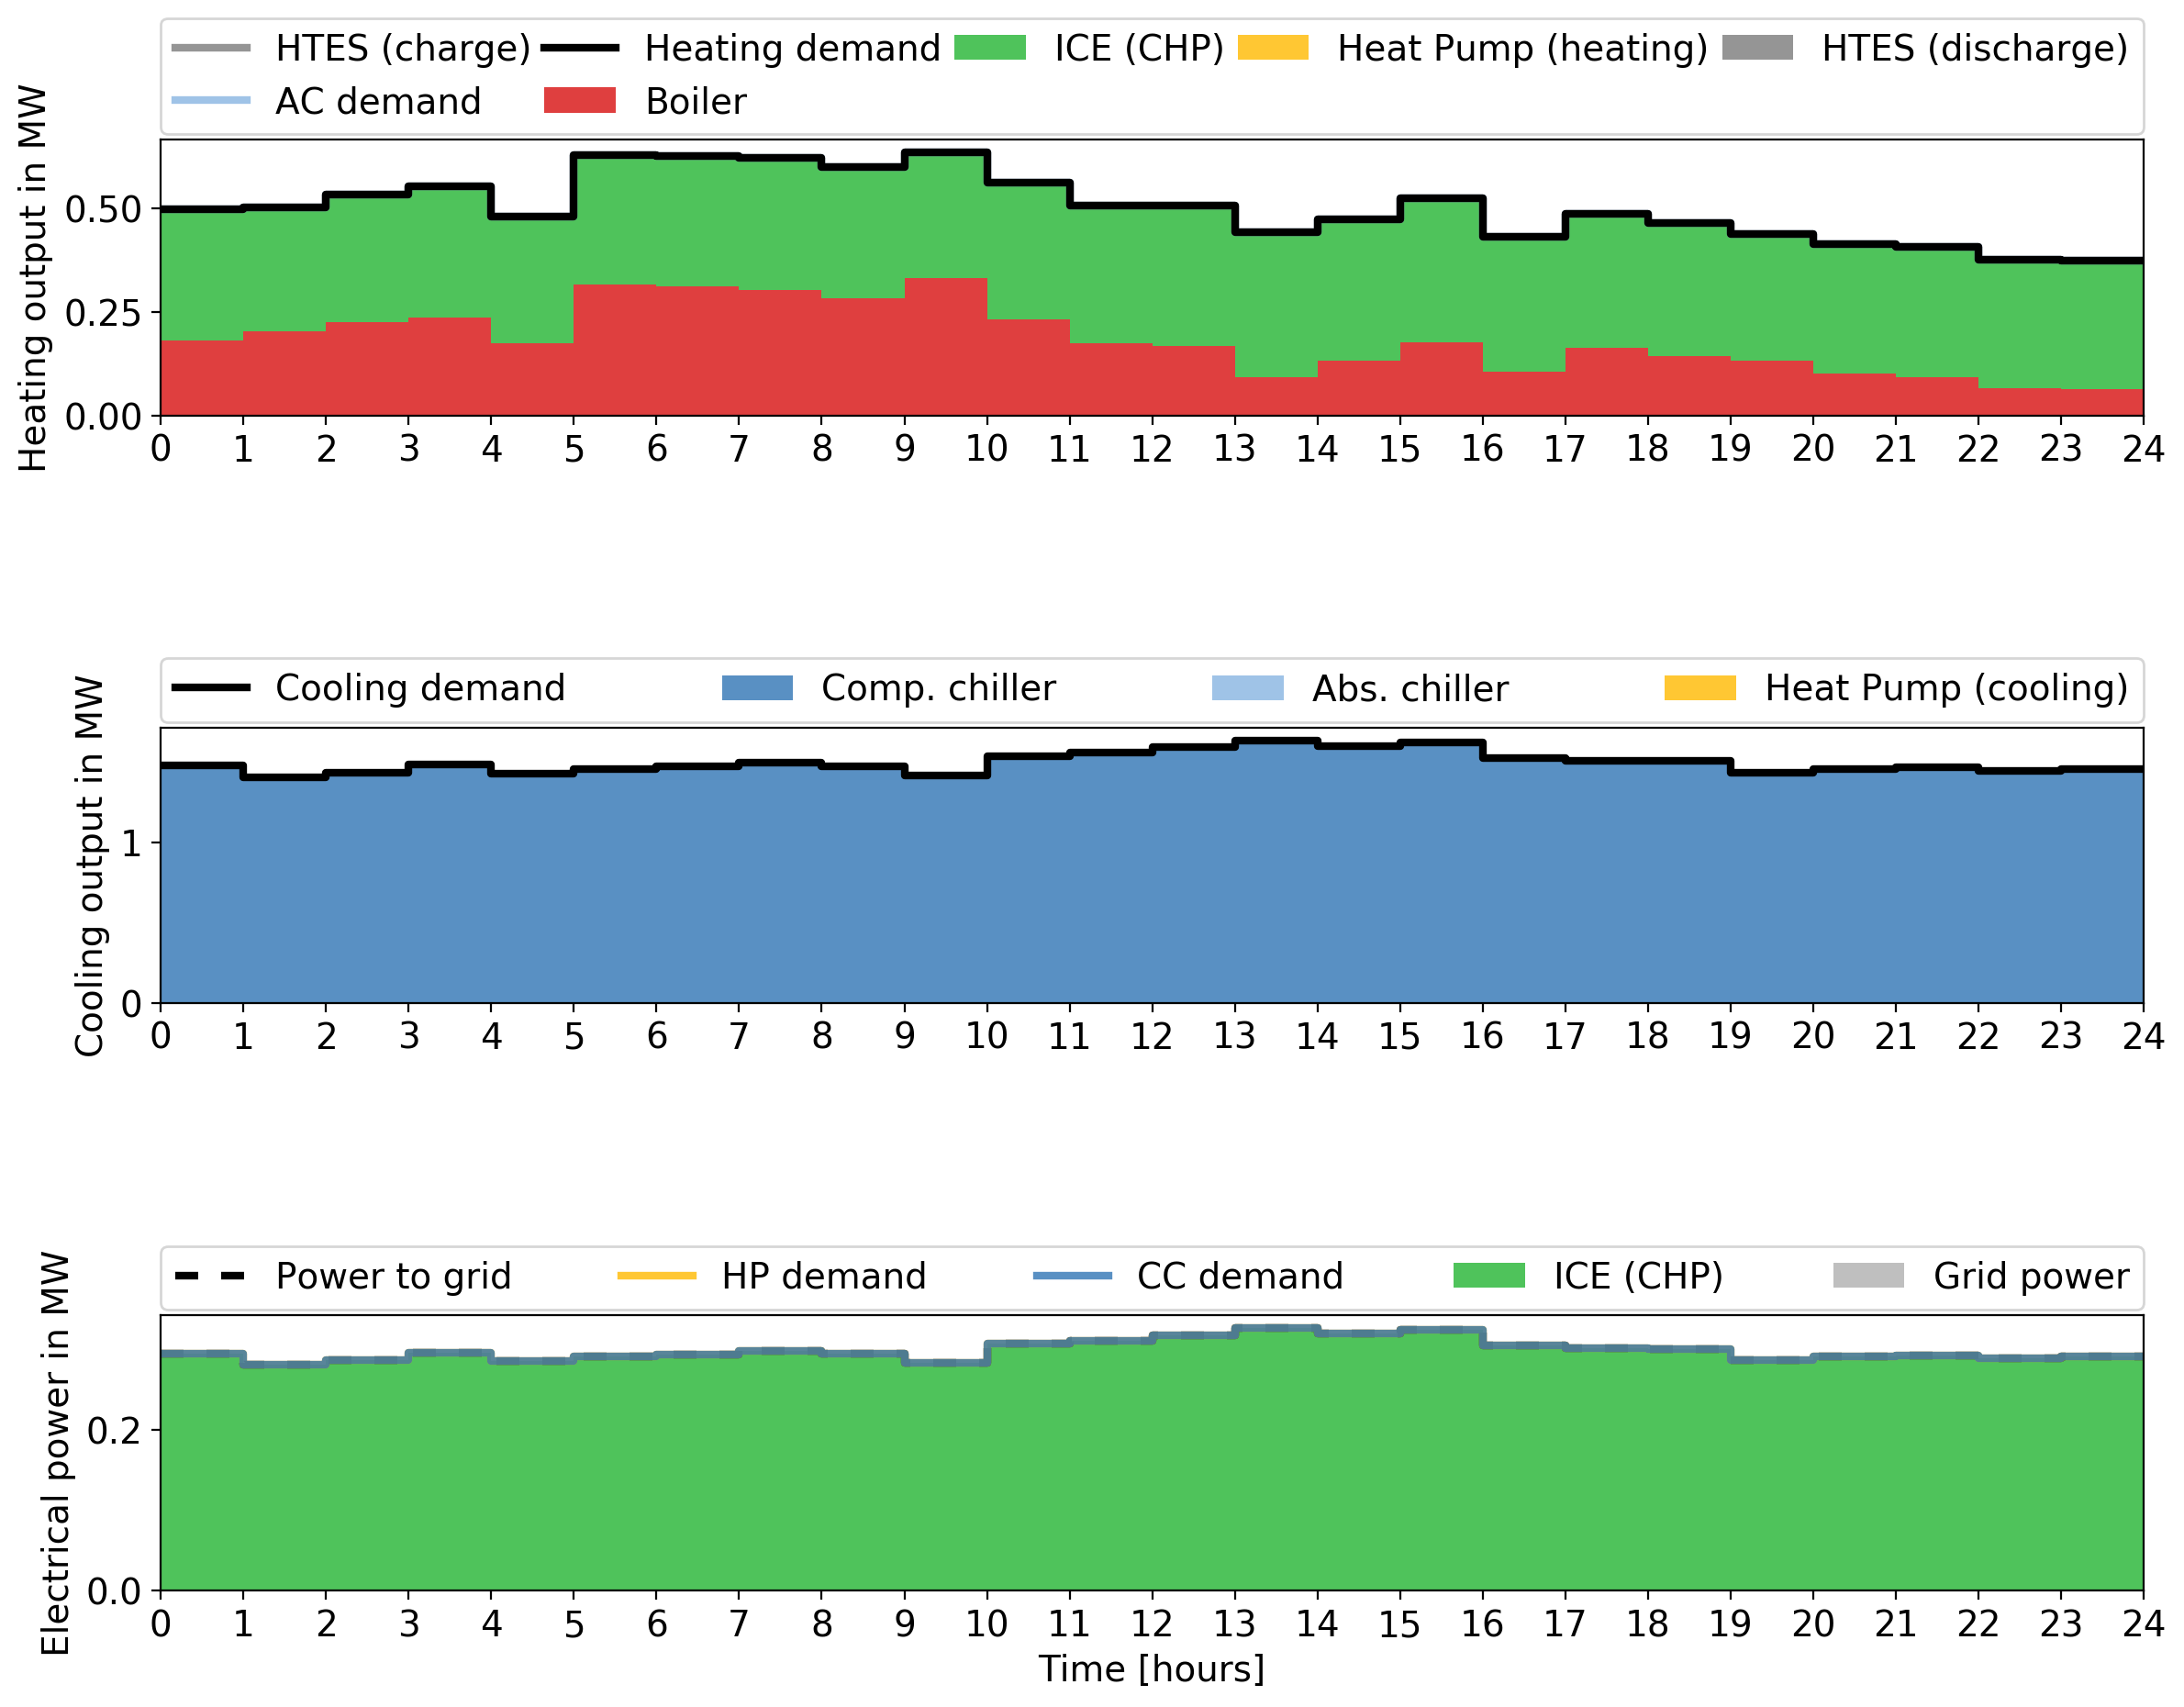 HTES (charge) Heating demand ICE (CHP) Heat Pump (heating) HTES (discharge)
AC demand Boiler
Heating output in MW
0.50
0.25
0.00
0 1 2 3 4 5 6 7 8 9 10 11 12 13 14 15 16 17 18 19 20 21 22 23 24
Cooling demand Comp. chiller Abs. chiller Heat Pump (cooling)
Cooling output in MW
1
0
0 1 2 3 4 5 6 7 8 9 10 11 12 13 14 15 16 17 18 19 20 21 22 23 24
Power to grid HP demand CC demand ICE (CHP) Grid power
Electrical power in MW
0.2
0.0
0 1 2 3 4 5 6 7 8 9 10 11 12 13 14 15 16 17 18 19 20 21 22 23 24
Time [hours]